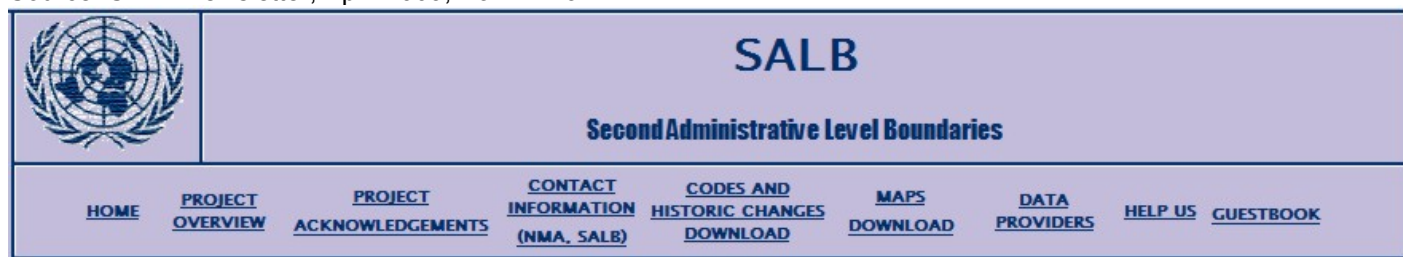 SALB
Second Administrative Level Boundaries
HOME
PROJECT
OVERVIEW
PROJECT
ACKNOWLEDGEMENTS
CONTACT
INFORMATION
(NMA, SALB)
CODES AND
HISTORIC CHANGES
DOWNLOAD
MAPS
DOWNLOAD
DATA
PROVIDERS
HELP US
GUESTBOOK